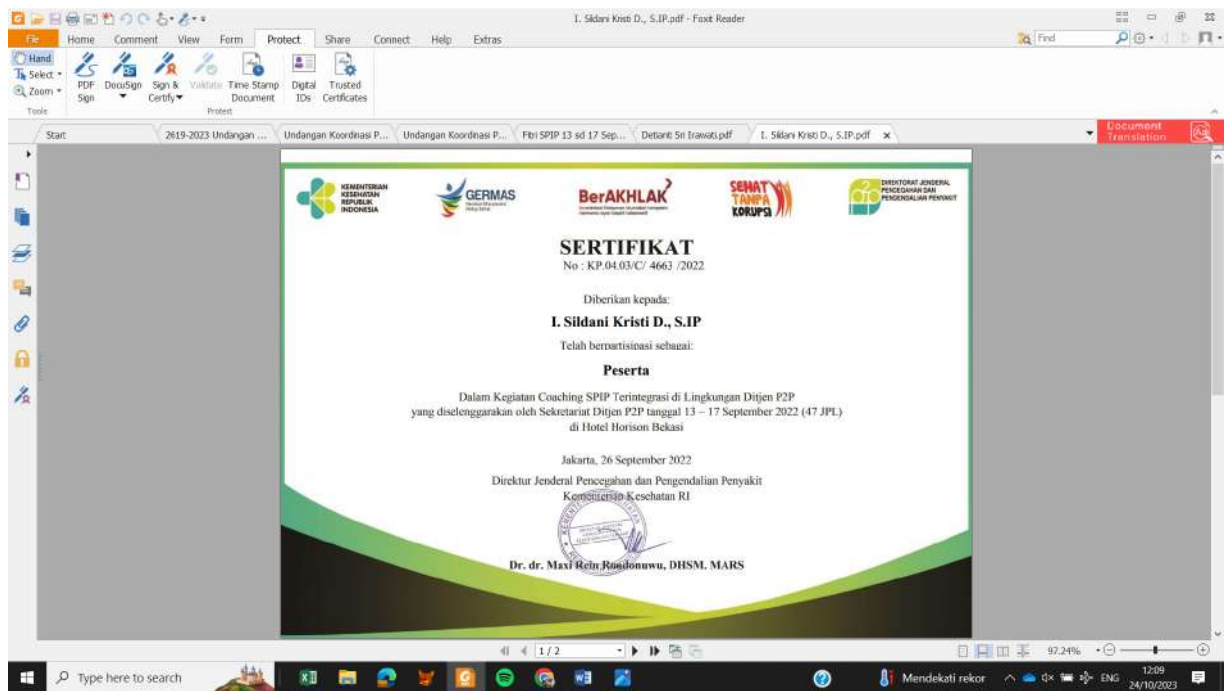 I. Sildani Kristi D., S.IP.pdf - Foxit Reader
File Home Comment View Form Protect Share Connect Help Extras
Find
Hand
Select
Zoom
Tools
PDF Sign
DocuSign
Sign & Certify
Validate
Time Stamp Document
Digital IDs
Trusted Certificates
Protect
Start
2619-2023 Undangan ...
Undangan Koordinasi P...
Undangan Koordinasi P...
Fitri SPIP 13 sd 17 Sep...
Detianti Sri Irawati.pdf
I. Sildani Kristi D., S.IP.pdf
Document Translation
KEMENTERIAN
KESEHATAN
REPUBLIK
INDONESIA
GERMAS
Gerakan Masyarakat
Hidup Sehat
BerAKHLAK
SEHAT
TANPA
KORUPSI
DIREKTORAT JENDERAL
PENCEGAHAN DAN
PENGENDALIAN PENYAKIT
SERTIFIKAT
No : KP.04.03/C/ 4663 /2022
Diberikan kepada:
I. Sildani Kristi D., S.IP
Telah berpartisipasi sebagai:
Peserta
Dalam Kegiatan Coaching SPIP Terintegrasi di Lingkungan Ditjen P2P
yang diselenggarakan oleh Sekretariat Ditjen P2P tanggal 13 – 17 September 2022 (47 JPL)
di Hotel Horison Bekasi
Jakarta, 26 September 2022
Direktur Jenderal Pencegahan dan Pengendalian Penyakit
Kementerian Kesehatan RI
Dr. dr. Maxi Rein Rondonuwu, DHSM. MARS
1 / 2
97.24%
Type here to search
Mendekati rekor
ENG
12:09
24/10/2023